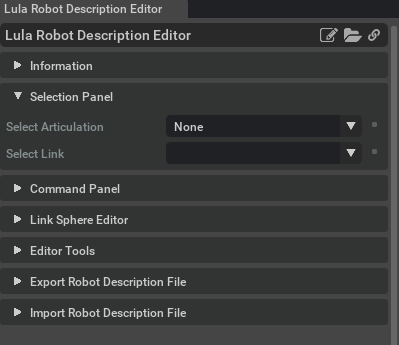 Lula Robot Description Editor
Lula Robot Description Editor
Information
Selection Panel
Select Articulation None
Select Link
Command Panel
Link Sphere Editor
Editor Tools
Export Robot Description File
Import Robot Description File